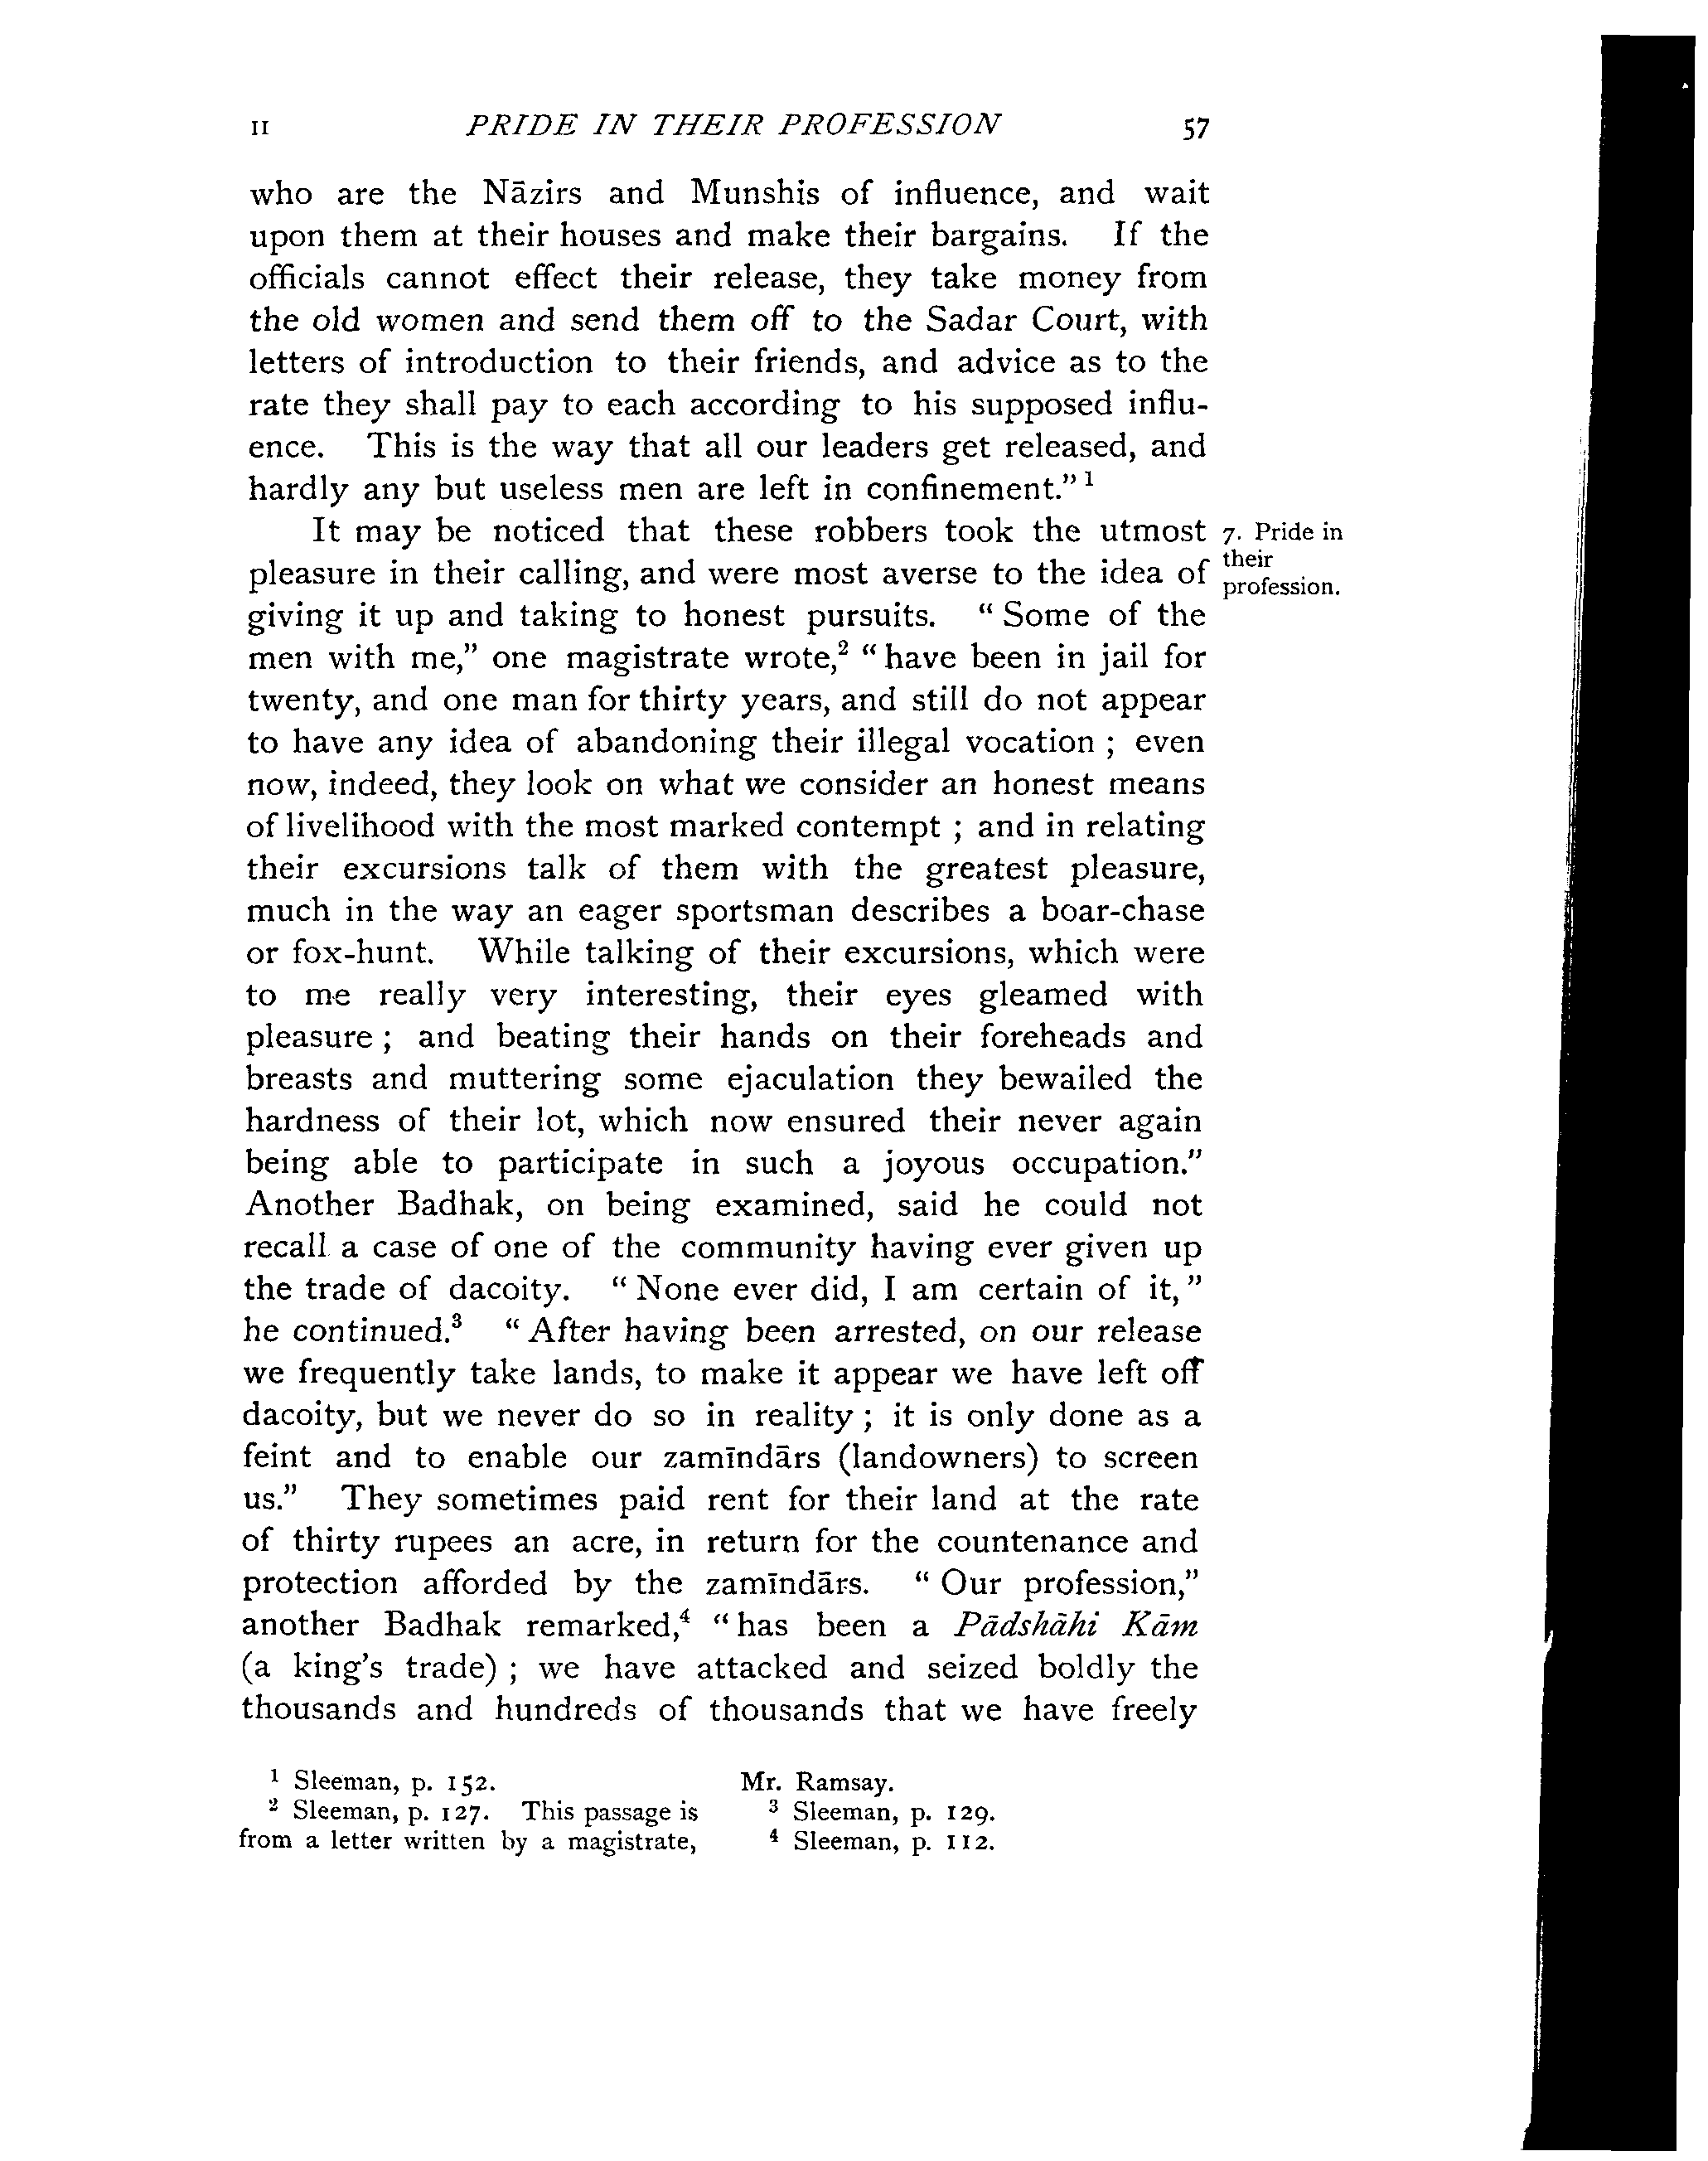 II PRIDE IN THEIR PROFESSION 57
who are the Nāzirs and Munshis of influence, and wait
upon them at their houses and make their bargains. If the
officials cannot effect their release, they take money from
the old women and send them off to the Sadar Court, with
letters of introduction to their friends, and advice as to the
rate they shall pay to each according to his supposed influ-
ence. This is the way that all our leaders get released, and
hardly any but useless men are left in confinement.” ¹
It may be noticed that these robbers took the utmost
pleasure in their calling, and were most averse to the idea of
giving it up and taking to honest pursuits. “ Some of the
men with me,” one magistrate wrote,² “ have been in jail for
twenty, and one man for thirty years, and still do not appear
to have any idea of abandoning their illegal vocation ; even
now, indeed, they look on what we consider an honest means
of livelihood with the most marked contempt ; and in relating
their excursions talk of them with the greatest pleasure,
much in the way an eager sportsman describes a boar-chase
or fox-hunt. While talking of their excursions, which were
to me really very interesting, their eyes gleamed with
pleasure ; and beating their hands on their foreheads and
breasts and muttering some ejaculation they bewailed the
hardness of their lot, which now ensured their never again
being able to participate in such a joyous occupation.”
Another Badhak, on being examined, said he could not
recall a case of one of the community having ever given up
the trade of dacoity. “ None ever did, I am certain of it, ”
he continued.³ “ After having been arrested, on our release
we frequently take lands, to make it appear we have left off
dacoity, but we never do so in reality ; it is only done as a
feint and to enable our zamīndārs (landowners) to screen
us.” They sometimes paid rent for their land at the rate
of thirty rupees an acre, in return for the countenance and
protection afforded by the zamīndārs. “ Our profession,”
another Badhak remarked,⁴ “ has been a Pādshāhi Kām
(a king's trade) ; we have attacked and seized boldly the
thousands and hundreds of thousands that we have freely
7. Pride in
their
profession.
¹ Sleeman, p. 152.
² Sleeman, p. 127. This passage is
from a letter written by a magistrate,
Mr. Ramsay.
³ Sleeman, p. 129.
⁴ Sleeman, p. 112.